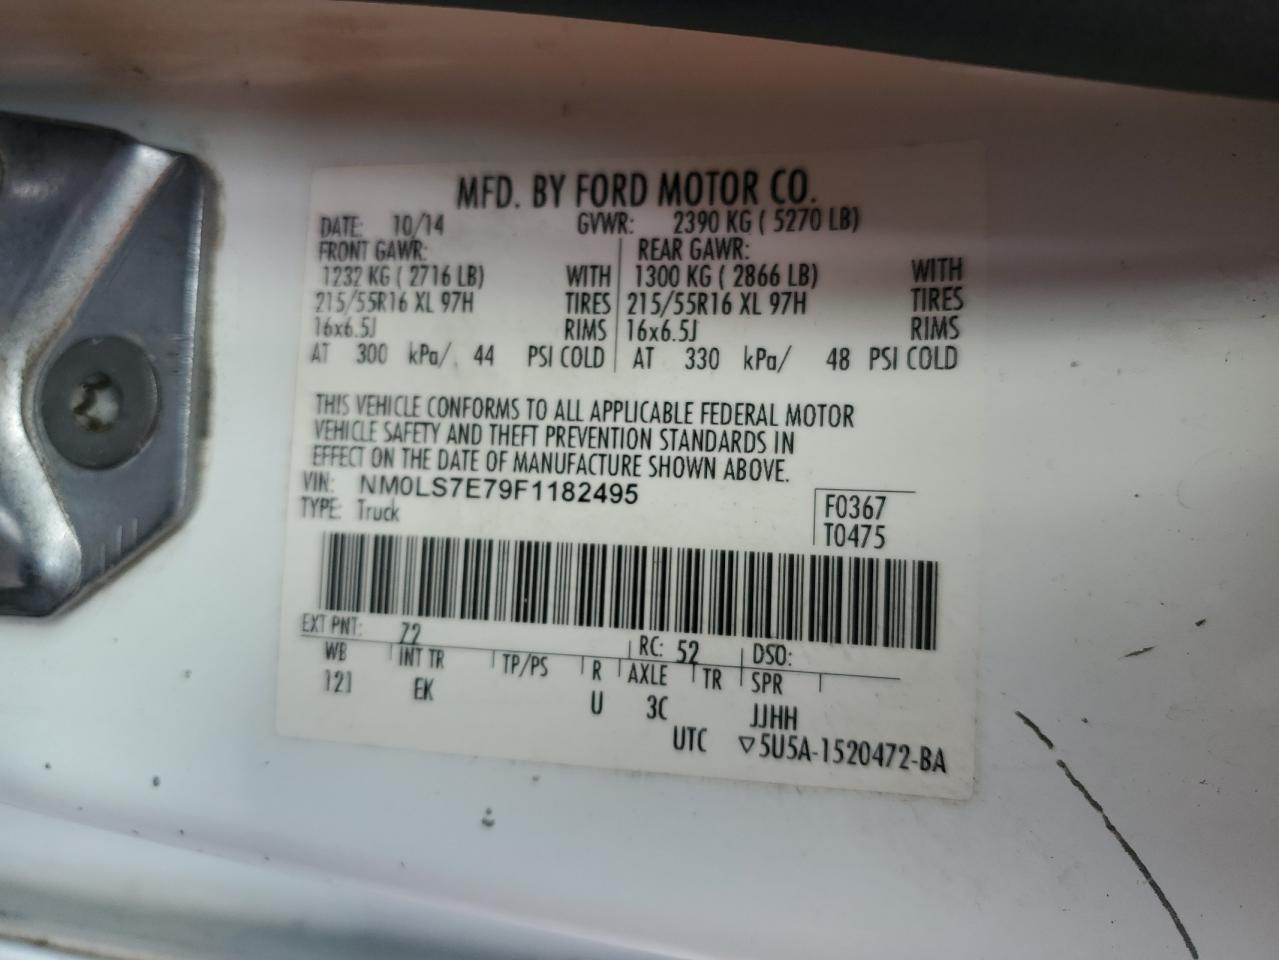 MFD. BY FORD MOTOR CO.
DATE: 10/14 GVWR: 2390 KG ( 5270 LB)
FRONT GAWR: REAR GAWR:
1232 KG ( 2716 LB) WITH 1300 KG ( 2866 LB) WITH
215/55R16 XL 97H TIRES 215/55R16 XL 97H TIRES
16x6.5J RIMS 16x6.5J RIMS
AT 300 kPa/ 44 PSI COLD AT 330 kPa/ 48 PSI COLD
THIS VEHICLE CONFORMS TO ALL APPLICABLE FEDERAL MOTOR
VEHICLE SAFETY AND THEFT PREVENTION STANDARDS IN
EFFECT ON THE DATE OF MANUFACTURE SHOWN ABOVE.
VIN: NM0LS7E79F1182495
TYPE: Truck
F0367
T0475
EXT PNT: Z2 RC: 52 DSO:
WB INT TR TP/PS R AXLE TR SPR
121 EK U 3C JJHH
UTC ▽5U5A-1520472-BA